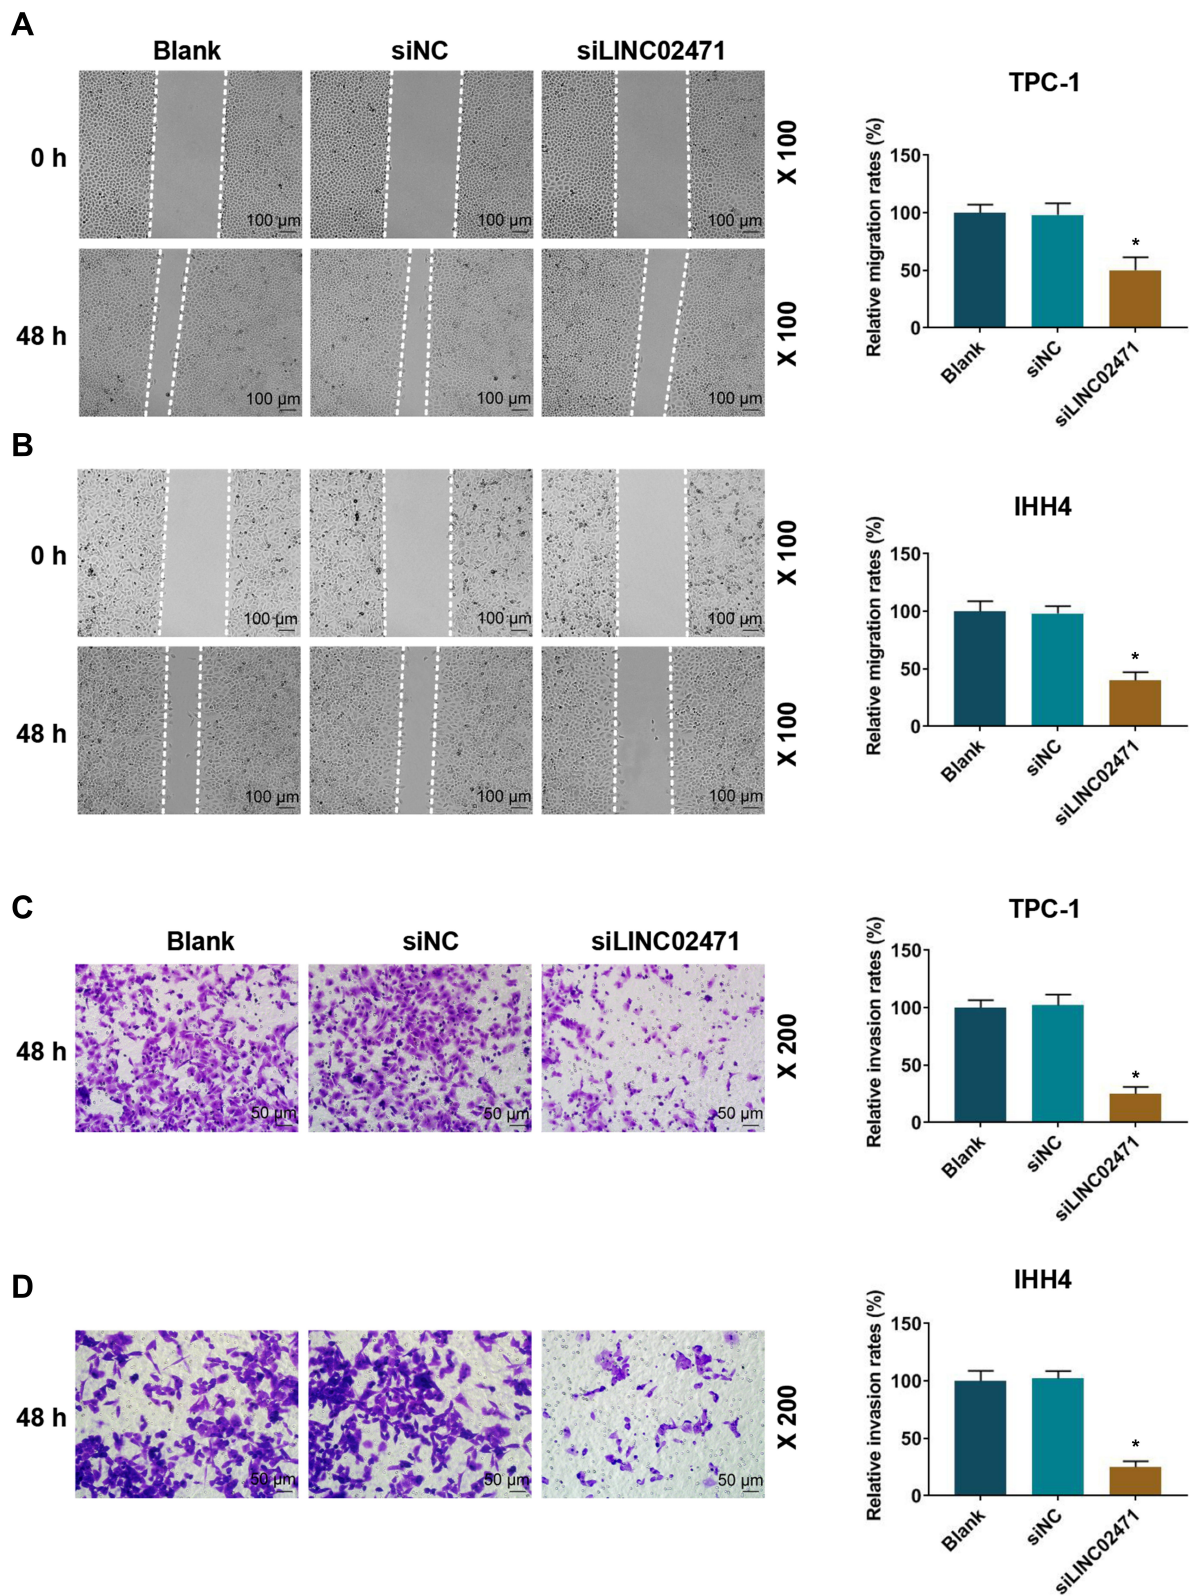 A
Blank siNC siLINC02471
0 h
100 µm 100 µm 100 µm
X 100
48 h
100 µm 100 µm 100 µm
X 100
TPC-1
Relative migration rates (%)
150
100
50
0
*
Blank siNC siLINC02471
B
0 h
100 µm 100 µm 100 µm
X 100
48 h
100 µm 100 µm 100 µm
X 100
IHH4
Relative migration rates (%)
150
100
50
0
*
Blank siNC siLINC02471
C
Blank siNC siLINC02471
48 h
50 µm 50 µm 50 µm
X 200
TPC-1
Relative invasion rates (%)
150
100
50
0
*
Blank siNC siLINC02471
D
48 h
50 µm 50 µm 50 µm
X 200
IHH4
Relative invasion rates (%)
150
100
50
0
*
Blank siNC siLINC02471